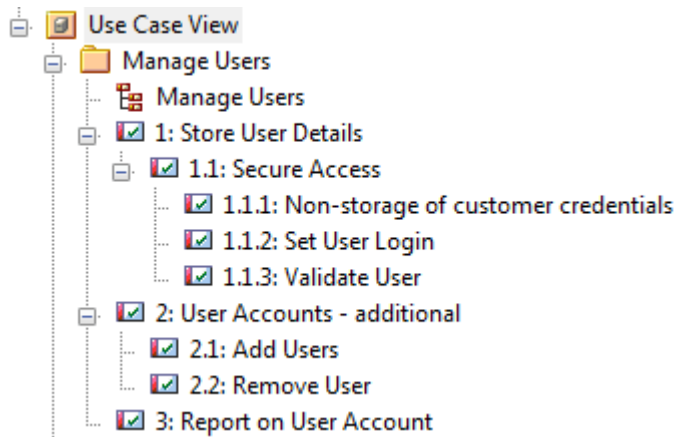 Use Case View
Manage Users
Manage Users
1: Store User Details
1.1: Secure Access
1.1.1: Non-storage of customer credentials
1.1.2: Set User Login
1.1.3: Validate User
2: User Accounts - additional
2.1: Add Users
2.2: Remove User
3: Report on User Account